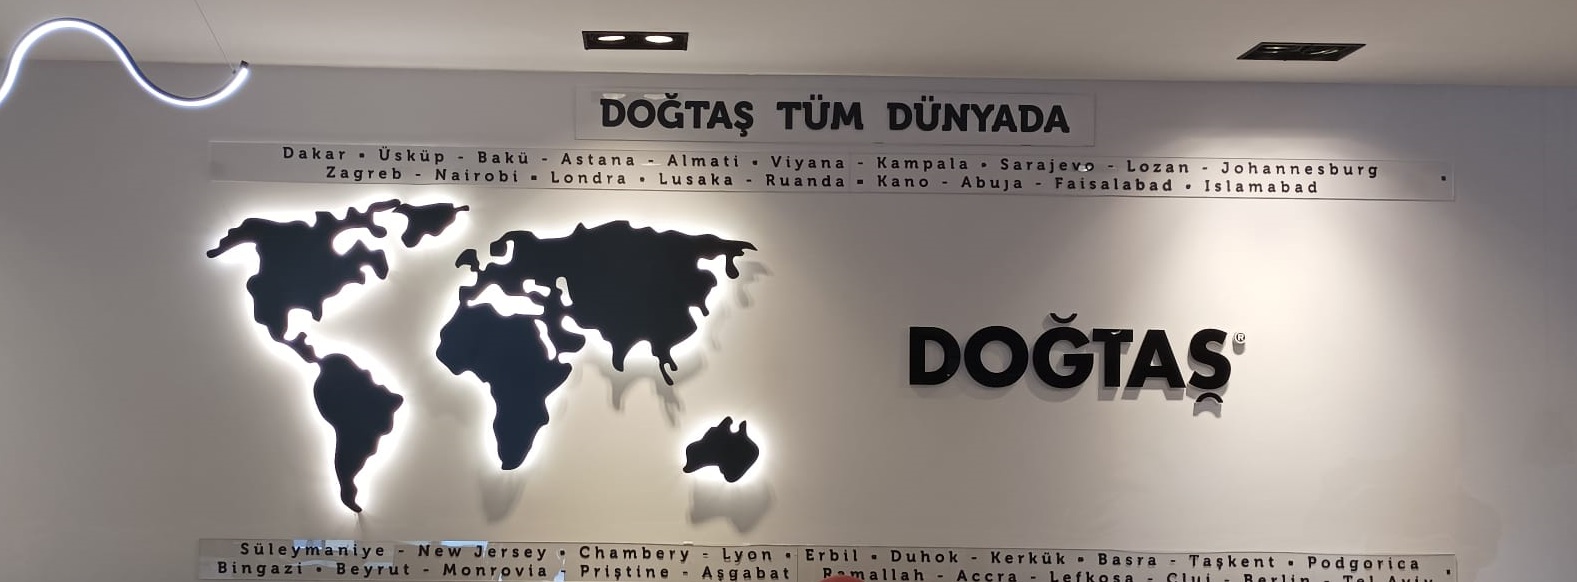 DOĞTAŞ TÜM DÜNYADA
Dakar • Üsküp - Bakü - Astana - Almati • Viyana - Kampala • Sarajevo - Lozan - Johannesburg •
Zagreb - Nairobi • Londra • Lusaka - Ruanda • Kano - Abuja - Faisalabad • Islamabad
DOĞTAŞ®
Süleymaniye - New Jersey • Chambery - Lyon • Erbil • Duhok - Kerkük • Basra - Taşkent • Podgorica •
Bingazi • Beyrut - Monrovia - Priştine - Aşgabat Ramallah - Accra - Lefkoşa - Cluj - Berlin - Tel Aviv